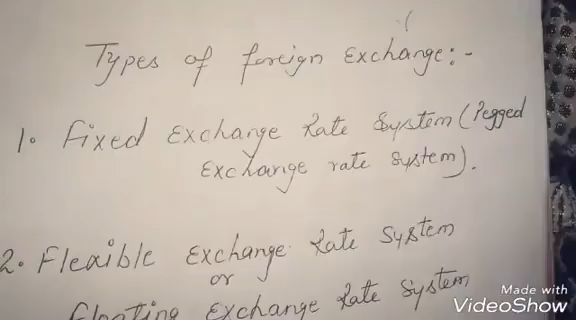 Types of foreign Exchange:-
1. Fixed Exchange Rate System (Pegged
Exchange rate system).
2. Flexible Exchange Rate System
or
Floating Exchange Rate System
Made with
VideoShow